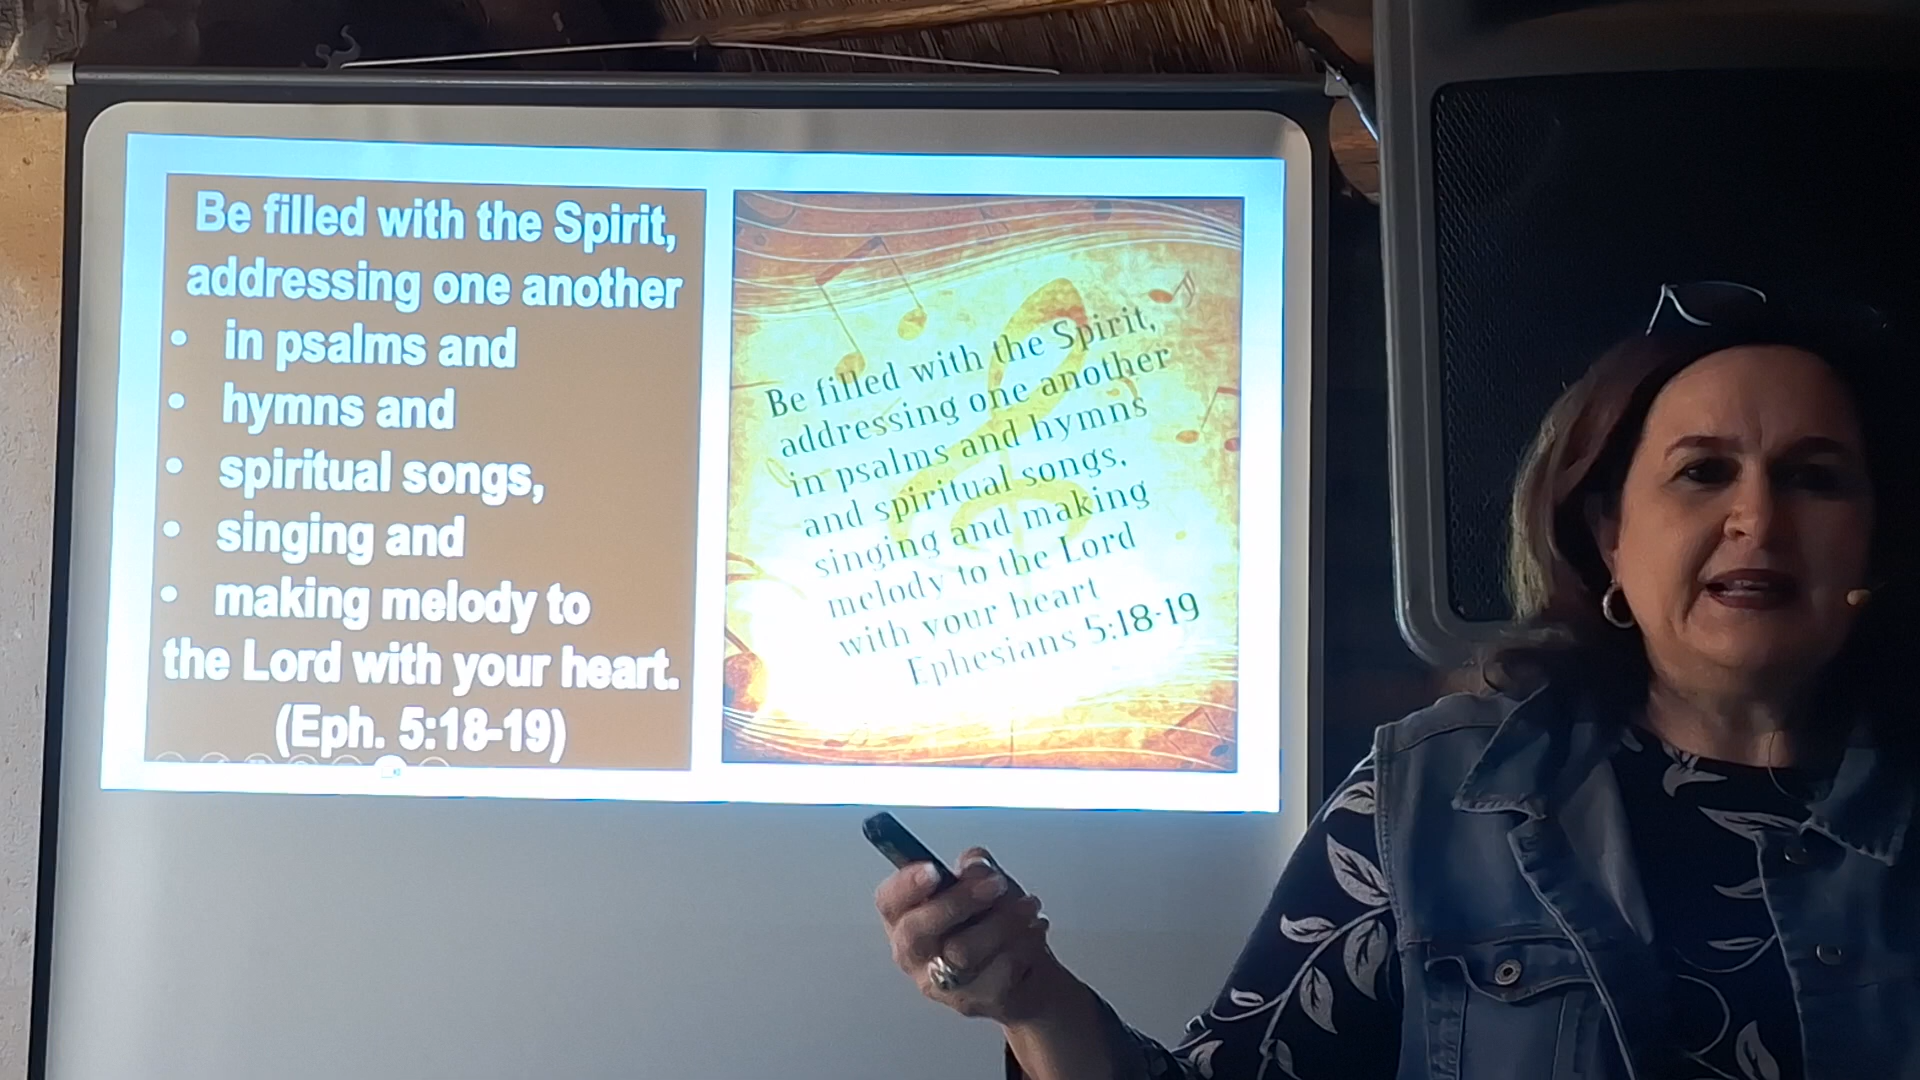 Be filled with the Spirit,
addressing one another
• in psalms and
• hymns and
• spiritual songs,
• singing and
• making melody to
the Lord with your heart.
(Eph. 5:18-19)
Be filled with the Spirit,
addressing one another
in psalms and hymns
and spiritual songs,
singing and making
melody to the Lord
with your heart
Ephesians 5:18-19